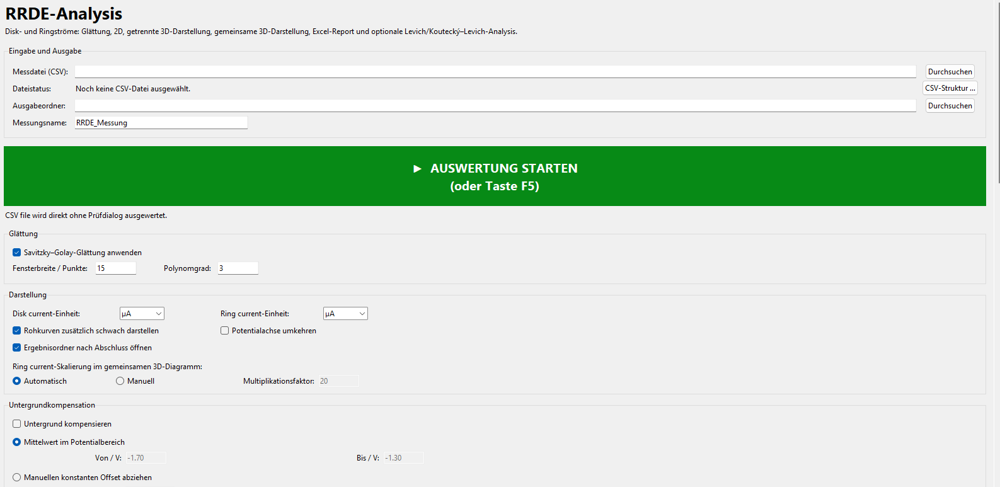 RRDE-Analysis
Disk- und Ringströme: Glättung, 2D, getrennte 3D-Darstellung, gemeinsame 3D-Darstellung, Excel-Report und optionale Levich/Koutecký–Levich-Analysis.
Eingabe und Ausgabe
Messdatei (CSV): Durchsuchen
Dateistatus: Noch keine CSV-Datei ausgewählt. CSV-Struktur ...
Ausgabeordner: Durchsuchen
Messungsname: RRDE_Messung
► AUSWERTUNG STARTEN
(oder Taste F5)
CSV file wird direkt ohne Prüfdialog ausgewertet.
Glättung
Savitzky–Golay-Glättung anwenden
Fensterbreite / Punkte: 15 Polynomgrad: 3
Darstellung
Disk current-Einheit: µA Ring current-Einheit: µA
Rohkurven zusätzlich schwach darstellen Potentialachse umkehren
Ergebnisordner nach Abschluss öffnen
Ring current-Skalierung im gemeinsamen 3D-Diagramm:
Automatisch Manuell Multiplikationsfaktor: 20
Untergrundkompensation
Untergrund kompensieren
Mittelwert im Potentialbereich
Von / V: -1.70 Bis / V: -1.30
Manuellen konstanten Offset abziehen